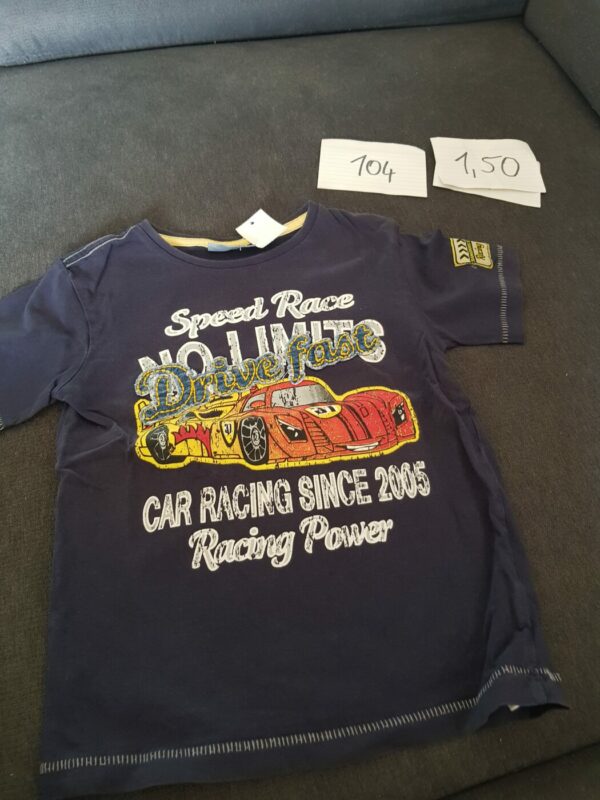 104
1,50
Speed Race
NO LIMITS
Drive fast
CAR RACING SINCE 2005
Racing Power